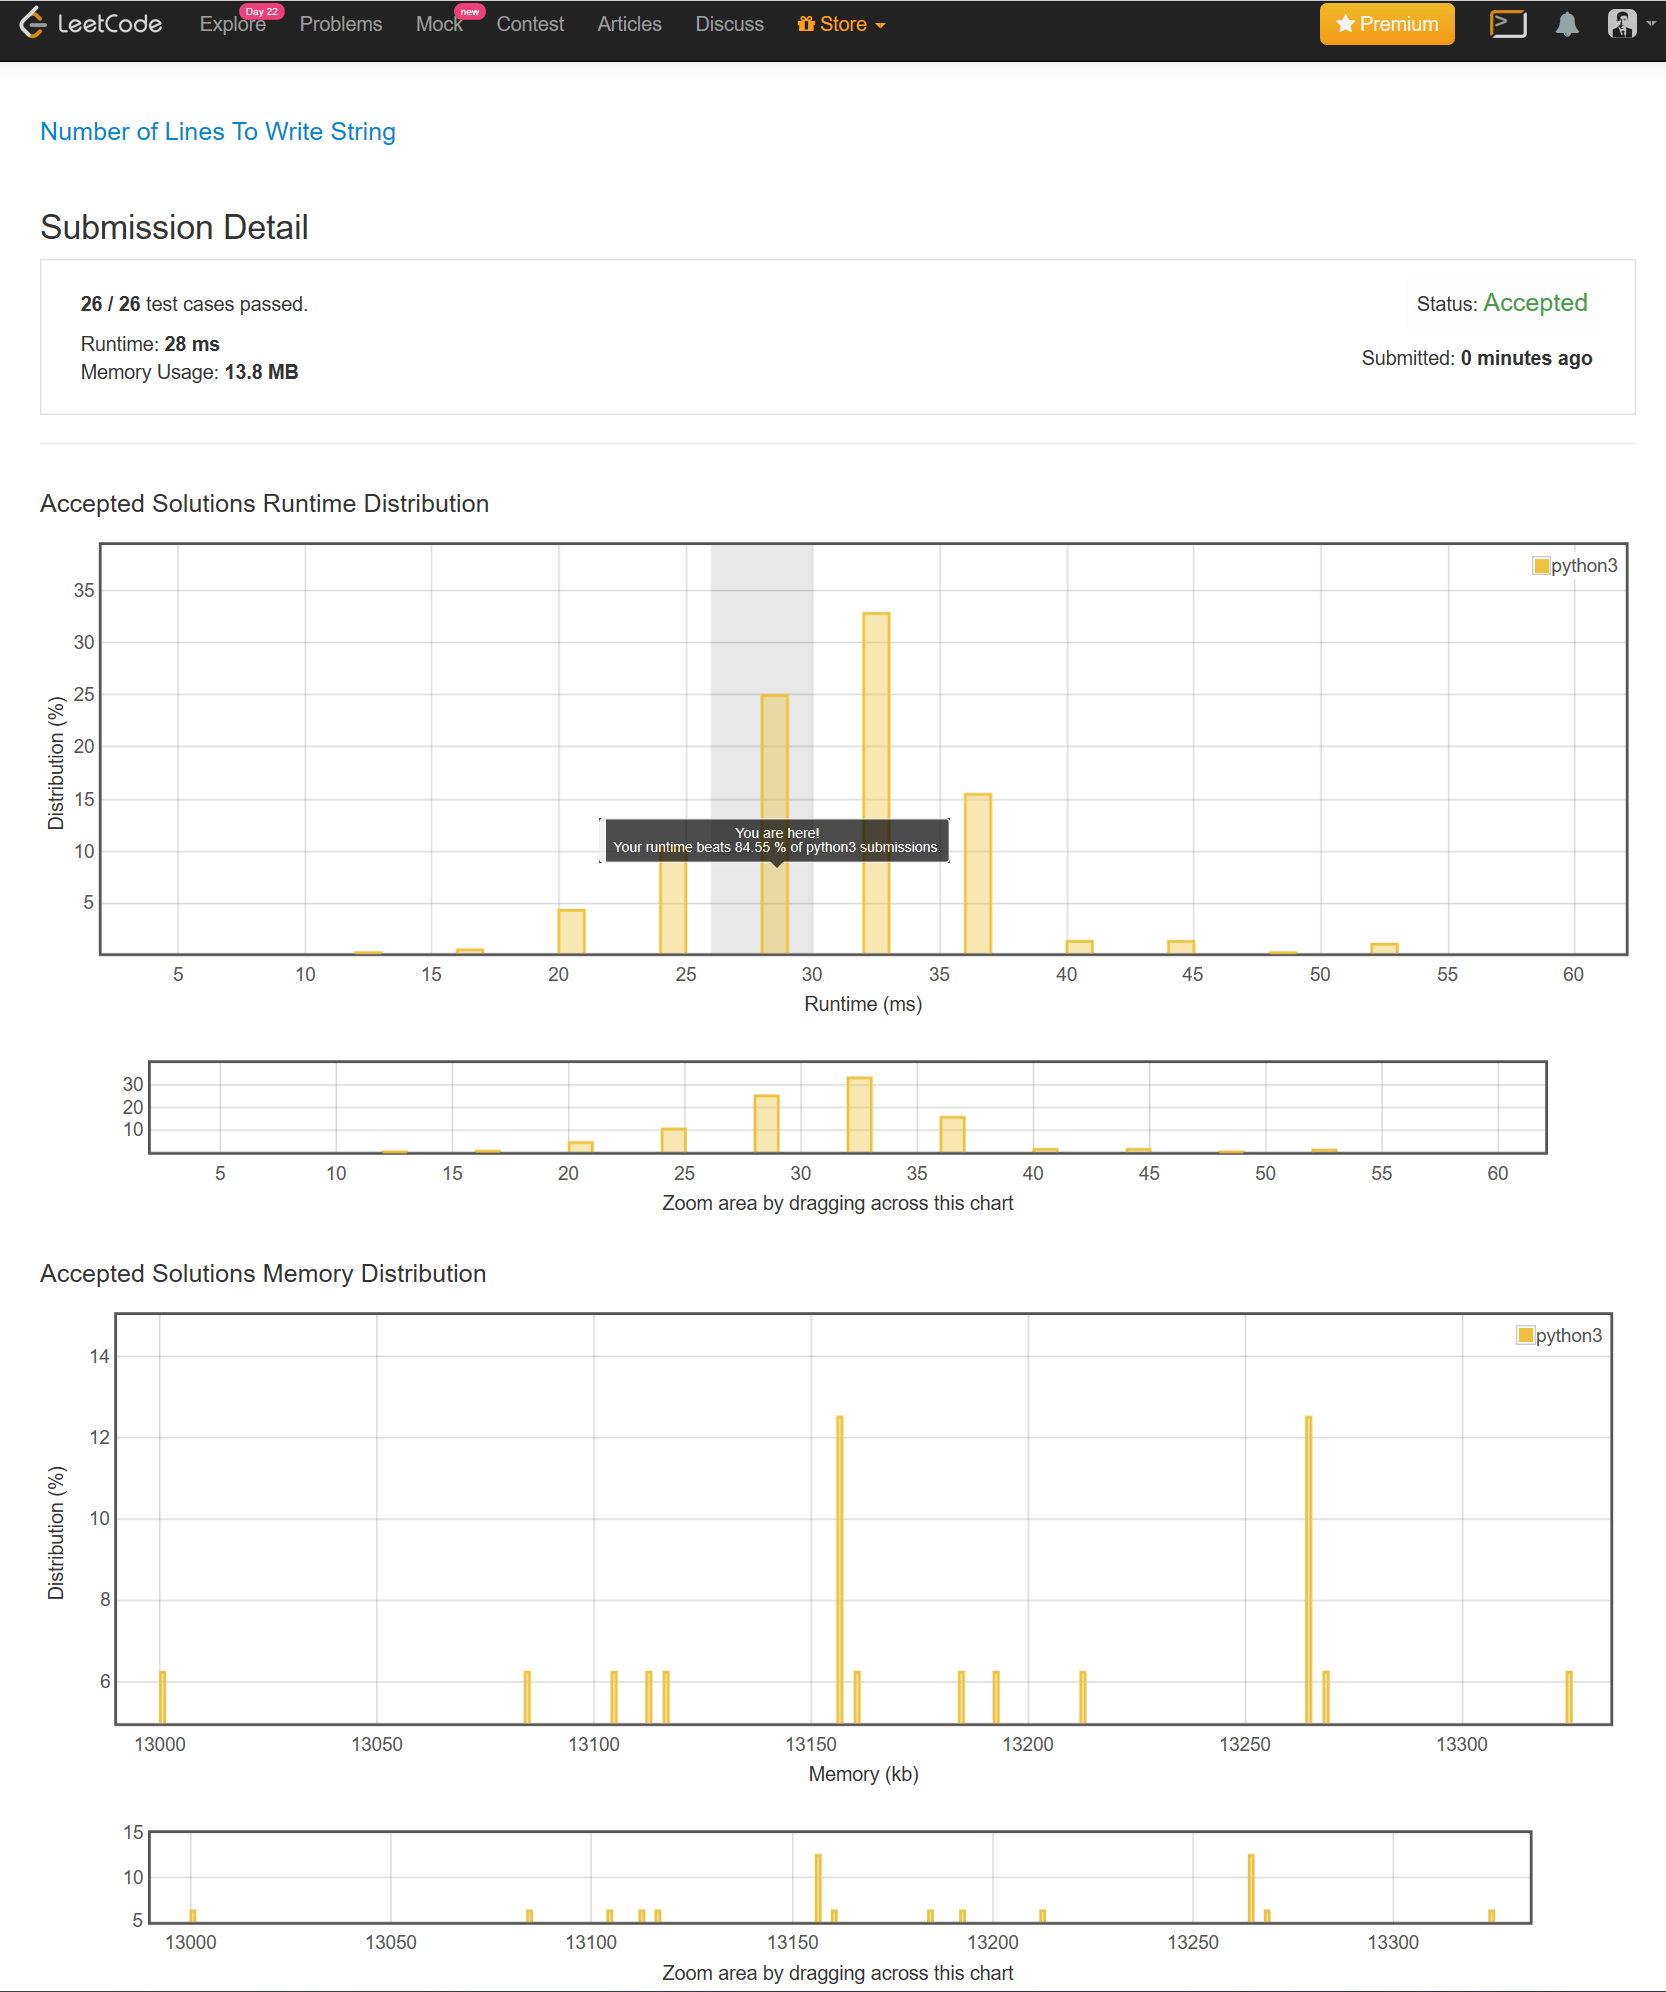 LeetCode Explore Day 22 Problems Mock new Contest Articles Discuss Store Premium
Number of Lines To Write String
Submission Detail
26 / 26 test cases passed.
Status: Accepted
Runtime: 28 ms
Submitted: 0 minutes ago
Memory Usage: 13.8 MB
Accepted Solutions Runtime Distribution
python3
35
30
25
20
15
10
5
Distribution (%)
You are here!
Your runtime beats 84.55 % of python3 submissions.
5 10 15 20 25 30 35 40 45 50 55 60
Runtime (ms)
30
20
10
5 10 15 20 25 30 35 40 45 50 55 60
Zoom area by dragging across this chart
Accepted Solutions Memory Distribution
python3
14
12
10
8
6
Distribution (%)
13000 13050 13100 13150 13200 13250 13300
Memory (kb)
15
10
5
13000 13050 13100 13150 13200 13250 13300
Zoom area by dragging across this chart